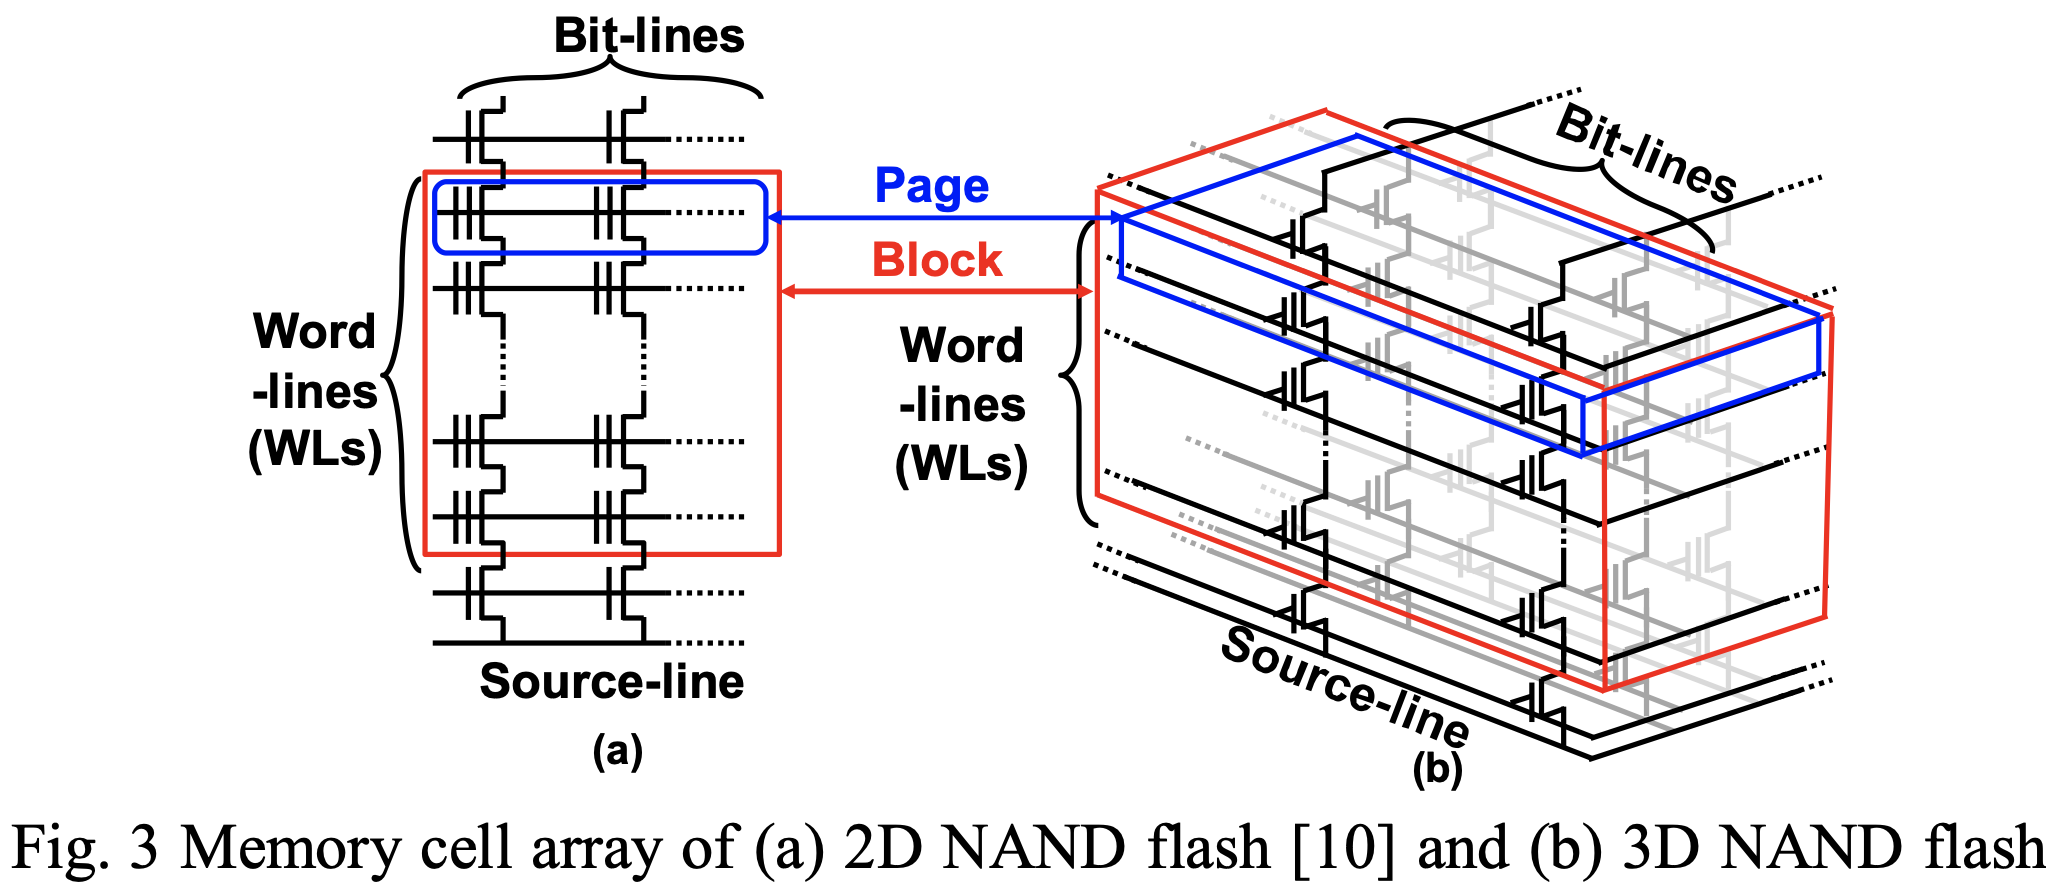 Bit-lines
Page
Block
Word
-lines
(WLs)
Source-line
(a)
Bit-lines
Word
-lines
(WLs)
Source-line
(b)
Fig. 3 Memory cell array of (a) 2D NAND flash [10] and (b) 3D NAND flash